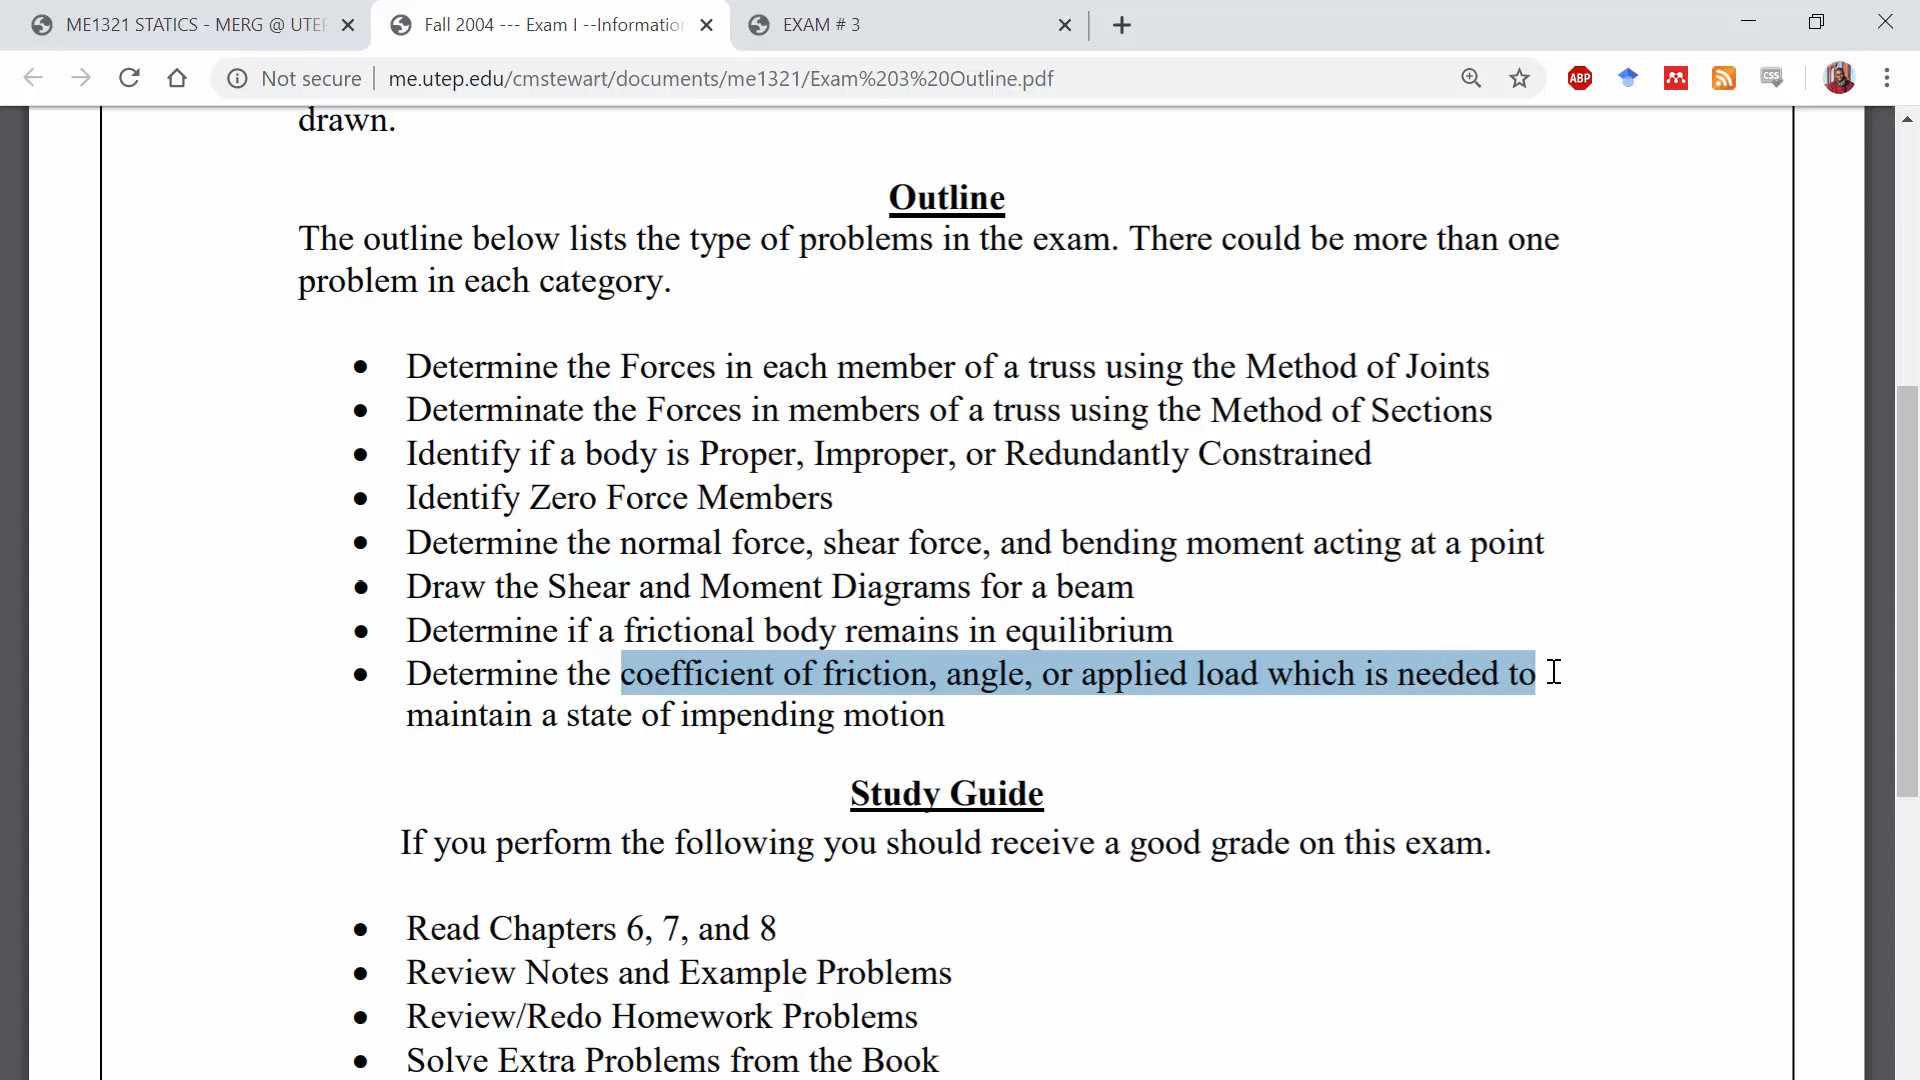 ME1321 STATICS - MERG @ UTEP
Fall 2004 --- Exam I --Information
EXAM # 3
Not secure
me.utep.edu/cmstewart/documents/me1321/Exam%203%20Outline.pdf
ABP
CSS
drawn.
Outline
The outline below lists the type of problems in the exam. There could be more than one
problem in each category.
• Determine the Forces in each member of a truss using the Method of Joints
• Determinate the Forces in members of a truss using the Method of Sections
• Identify if a body is Proper, Improper, or Redundantly Constrained
• Identify Zero Force Members
• Determine the normal force, shear force, and bending moment acting at a point
• Draw the Shear and Moment Diagrams for a beam
• Determine if a frictional body remains in equilibrium
• Determine the coefficient of friction, angle, or applied load which is needed to
maintain a state of impending motion
Study Guide
If you perform the following you should receive a good grade on this exam.
• Read Chapters 6, 7, and 8
• Review Notes and Example Problems
• Review/Redo Homework Problems
• Solve Extra Problems from the Book